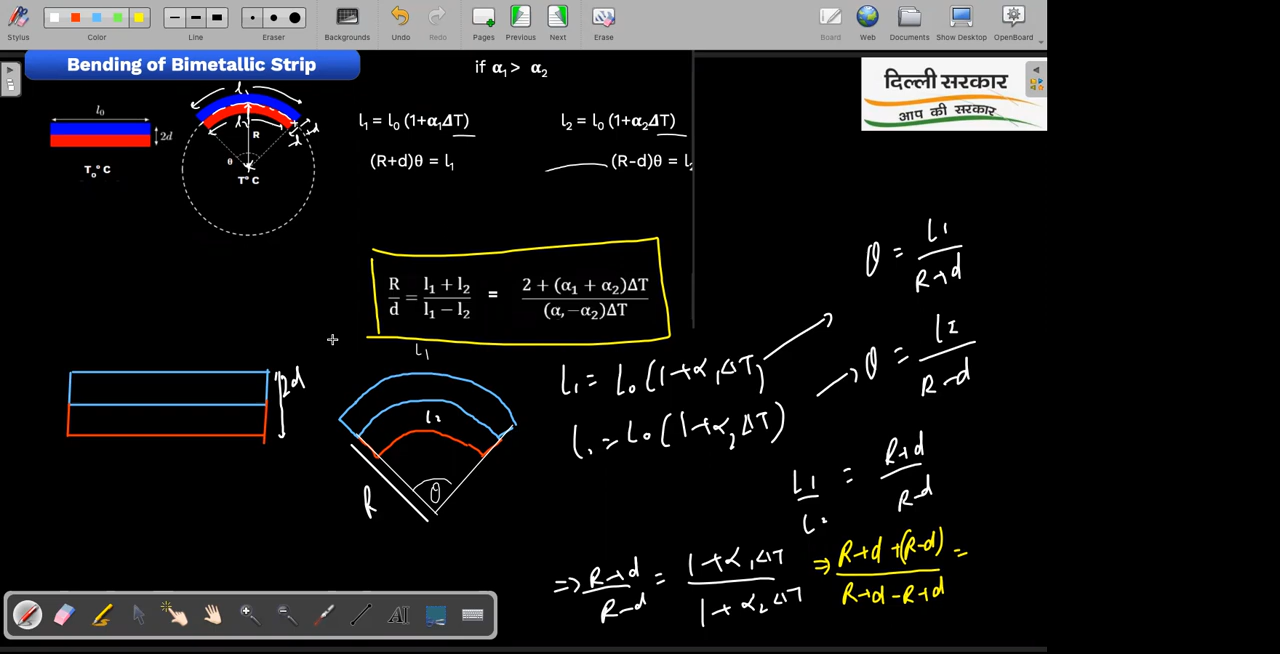 Stylus
Color
Line
Eraser
Backgrounds
Undo
Redo
Pages
Previous
Next
Erase
Board
Web
Documents
Show Desktop
OpenBoard
Bending of Bimetallic Strip
if α₁> α₂
दिल्ली सरकार
आप की सरकार
l₀
2d
T₀° C
l₁
R
θ
T° C
l₁ = l₀ (1+α₁ΔT)
l₂ = l₀ (1+α₂ΔT)
(R+d)θ = l₁
(R-d)θ = l
R/d = l₁ + l₂ / l₁ − l₂ = 2 + (α₁ + α₂)ΔT / (α,−α₂)ΔT
θ = l₁ / R+d
θ = l₂ / R-d
2d
l₁
l₂
R
θ
l₁ = l₀ (1+α₁ΔT)
l. = l₀ (1+α₂ΔT)
L₁ / L₂ = R+d / R-d
=> R+d / R-d = 1+α₁ΔT / 1+α₂ΔT => R+d +(R-d) / R+d -R+d =
AI